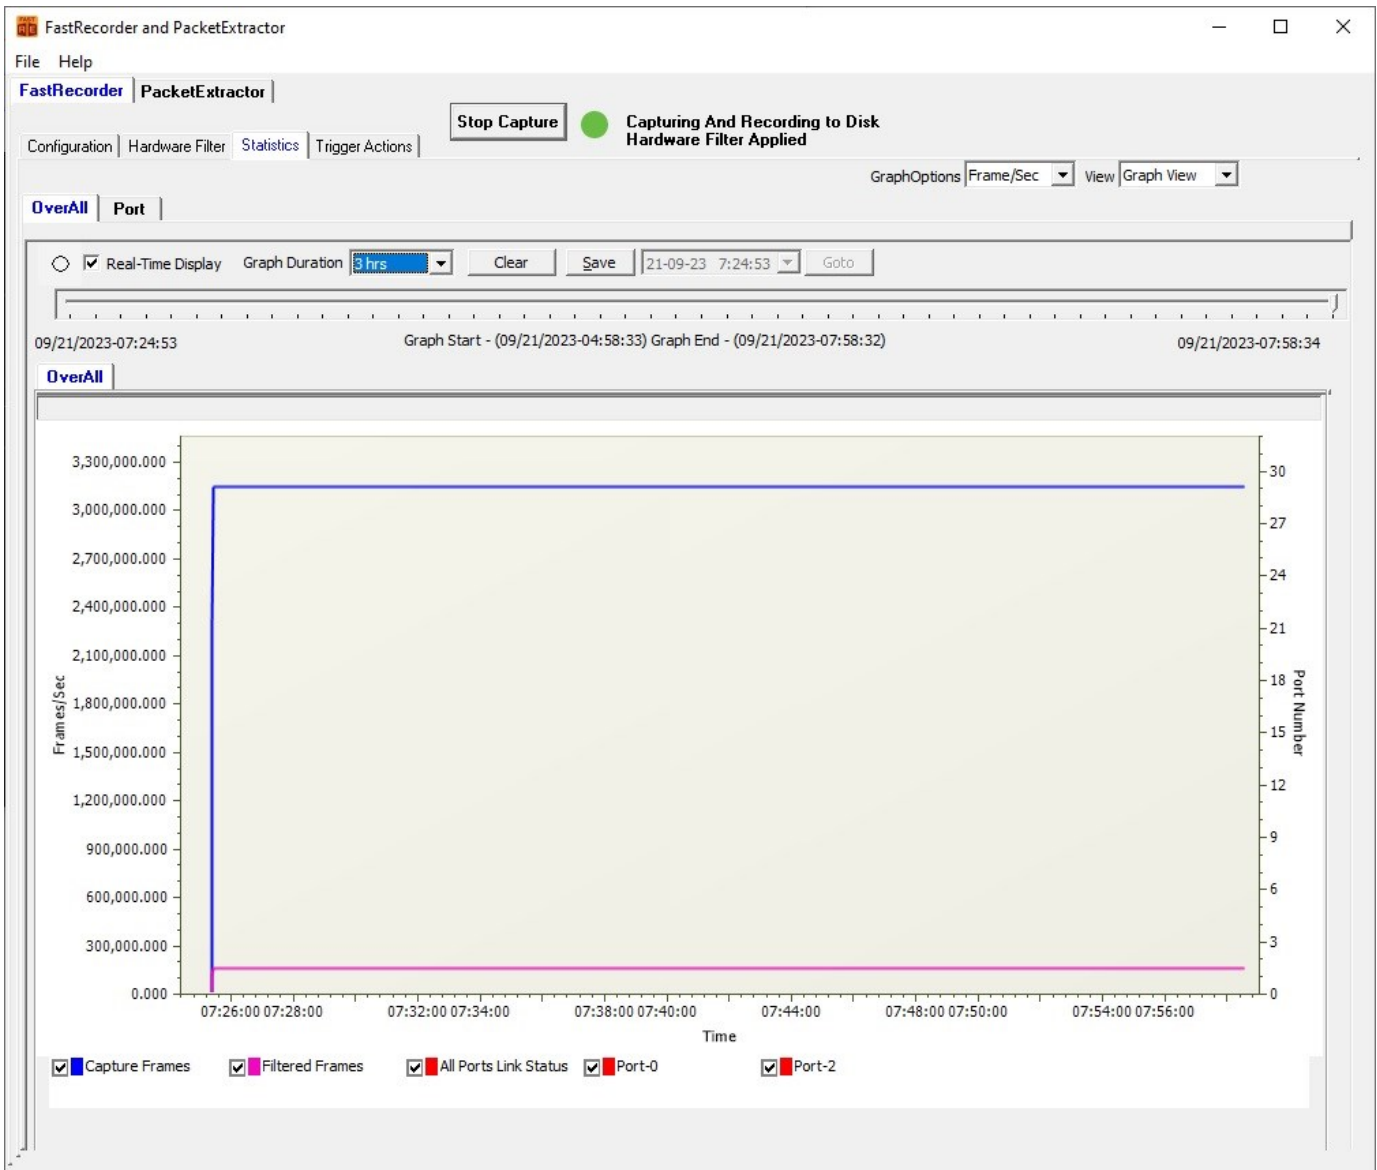 FastRecorder and PacketExtractor
File Help
FastRecorder PacketExtractor
Stop Capture
Capturing And Recording to Disk
Hardware Filter Applied
Configuration Hardware Filter Statistics Trigger Actions
GraphOptions Frame/Sec View Graph View
OverAll Port
Real-Time Display Graph Duration 3 hrs Clear Save 21-09-23 7:24:53 Goto
09/21/2023-07:24:53 Graph Start - (09/21/2023-04:58:33) Graph End - (09/21/2023-07:58:32) 09/21/2023-07:58:34
OverAll
3,300,000.000
3,000,000.000
2,700,000.000
2,400,000.000
2,100,000.000
1,800,000.000
1,500,000.000
1,200,000.000
900,000.000
600,000.000
300,000.000
0.000
Frames/Sec
30
27
24
21
18
15
12
9
6
3
0
Port Number
07:26:00 07:28:00 07:32:00 07:34:00 07:38:00 07:40:00 07:44:00 07:48:00 07:50:00 07:54:00 07:56:00
Time
Capture Frames Filtered Frames All Ports Link Status Port-0 Port-2